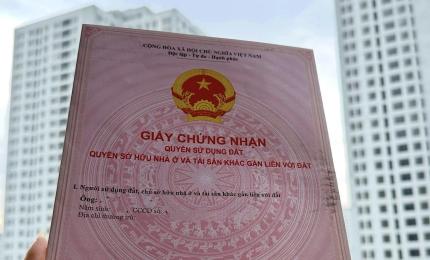 CỘNG HÒA XÃ HỘI CHỦ NGHĨA VIỆT NAM
Độc lập - Tự do - Hạnh phúc
GIẤY CHỨNG NHẬN
QUYỀN SỬ DỤNG ĐẤT
QUYỀN SỞ HỮU NHÀ Ở VÀ TÀI SẢN KHÁC GẮN LIỀN VỚI ĐẤT
I. Người sử dụng đất, chủ sở hữu nhà ở và tài sản khác gắn liền với đất
Ông:
Năm sinh: , CCCD số:
Địa chỉ thường trú: